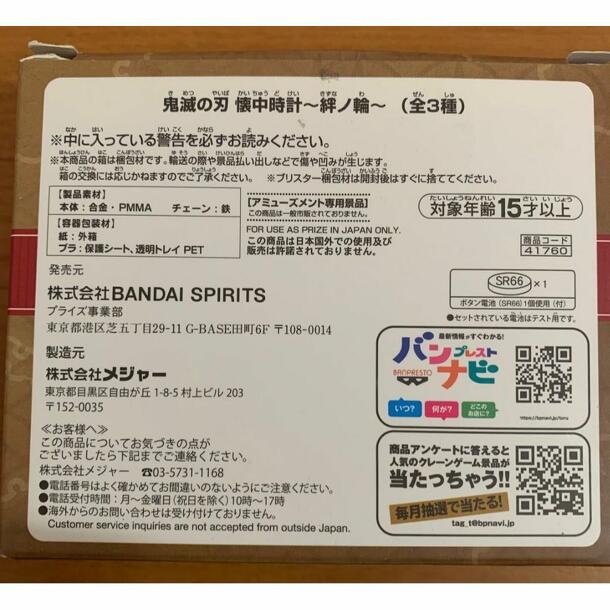 鬼滅の刃 懐中時計～絆ノ輪～ （全3種）
※中に入っている警告を必ずお読みください。
※本商品の箱は梱包材です。輸送の際や景品払い出しなどで傷や凹みが生じます。
箱の交換には応じかねますのでご了承ください。 ※ブリスター梱包材は開封後はすぐに捨ててください。
【製品素材】
本体：合金・PMMA チェーン：鉄
【容器包装材】
紙：外箱
プラ：保護シート、透明トレイ PET
【アミューズメント専用景品】
この商品は一般市販されておりません。
FOR USE AS PRIZE IN JAPAN ONLY.
この商品は日本国外での使用及び
販売は許諾されておりません。
対象年齢15才以上
商品コード
41760
発売元
株式会社BANDAI SPIRITS
プライズ事業部
東京都港区芝五丁目29-11 G-BASE田町6F 〒108-0014
SR66 ×1
ボタン電池（SR66）1個使用（付）
●セットされている電池はテスト用です。
製造元
株式会社メジャー
東京都目黒区自由が丘 1-8-5 村上ビル 203
〒152-0035
最新情報がすぐわかる！
バンプレストナビ
BANPRESTO
いつ？ 何が？ どこのお店に？
https://bpnavi.jp/toru
≪お客様へ≫
この商品についてお気づきの点が
ございましたら下記までご連絡ください。
株式会社メジャー ☎03-5731-1168
●電話番号はよく確かめてお間違いのないようにご注意ください。
●電話受付時間：月～金曜日（祝日を除く）10時～17時
●海外からのお問い合わせは受け付けておりません。
Customer service inquiries are not accepted from outside Japan.
商品アンケートに答えると
人気のクレーンゲーム景品が
当たっちゃう!!
毎月抽選で当たる!
tag_t@bpnavi.jp